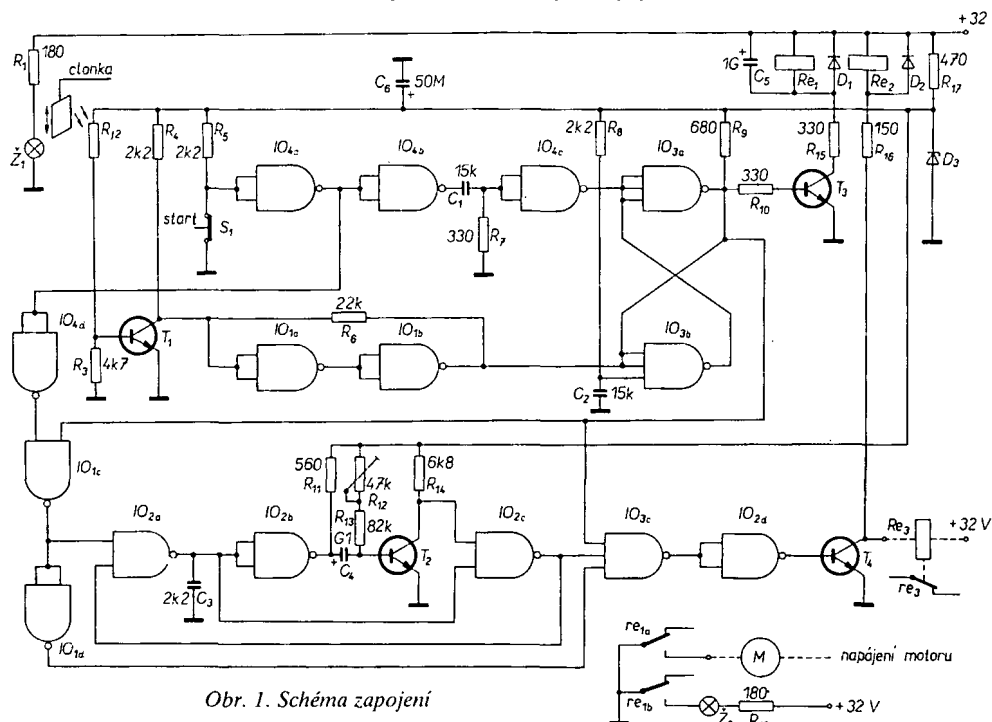 +32
R1 180
clonka
Ž1
R12
R4 2k2
R5 2k2
C6 50M
+
1G
+
C5
Re1
D1
Re2
D2
470 R17
IO4a
IO4b
15k
C1
IO4c
2k2 R8
IO3a
680 R9
330 R15
150 R16
D3
start
S1
330 R7
330 R10
T3
IO4d
R3 4k7
T1
22k
R6
IO1a
IO1b
IO3b
C2 15k
IO1c
IO2a
IO2b
560 R11
47k R12
R13 82k
6k8 R14
G1
+
C4
T2
IO2c
IO3c
IO2d
T4
Re3
+32 V
re3
2k2 C3
IO1d
re1a
M
napájení motoru
re1b
180
+32 V
Obr. 1. Schéma zapojení